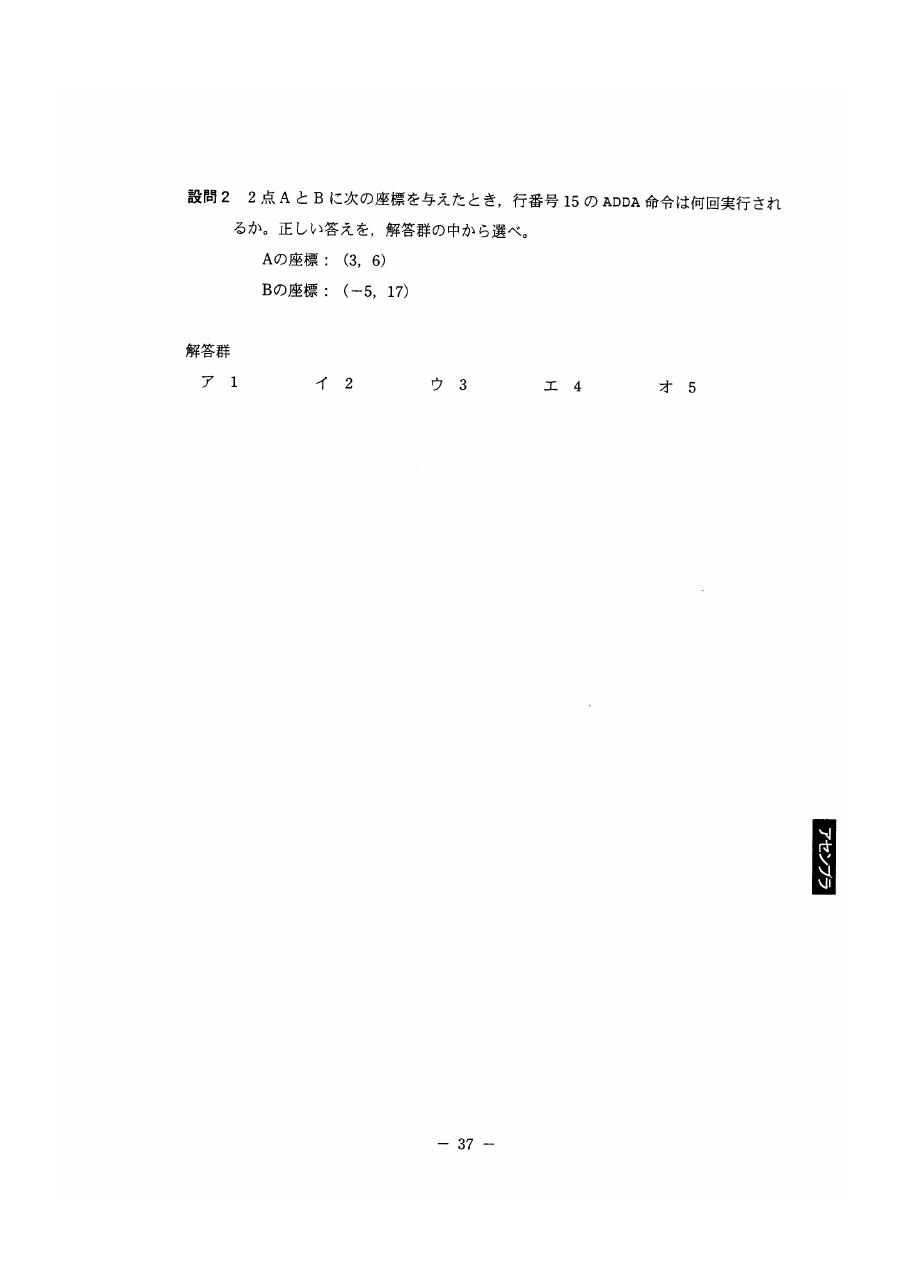 設問2 2点AとBに次の座標を与えたとき，行番号15のADDA命令は何回実行され
るか。正しい答えを，解答群の中から選べ。
Aの座標：（3，6）
Bの座標：（−5，17）
解答群
ア 1 イ 2 ウ 3 エ 4 オ 5
アセンブラ
− 37 −